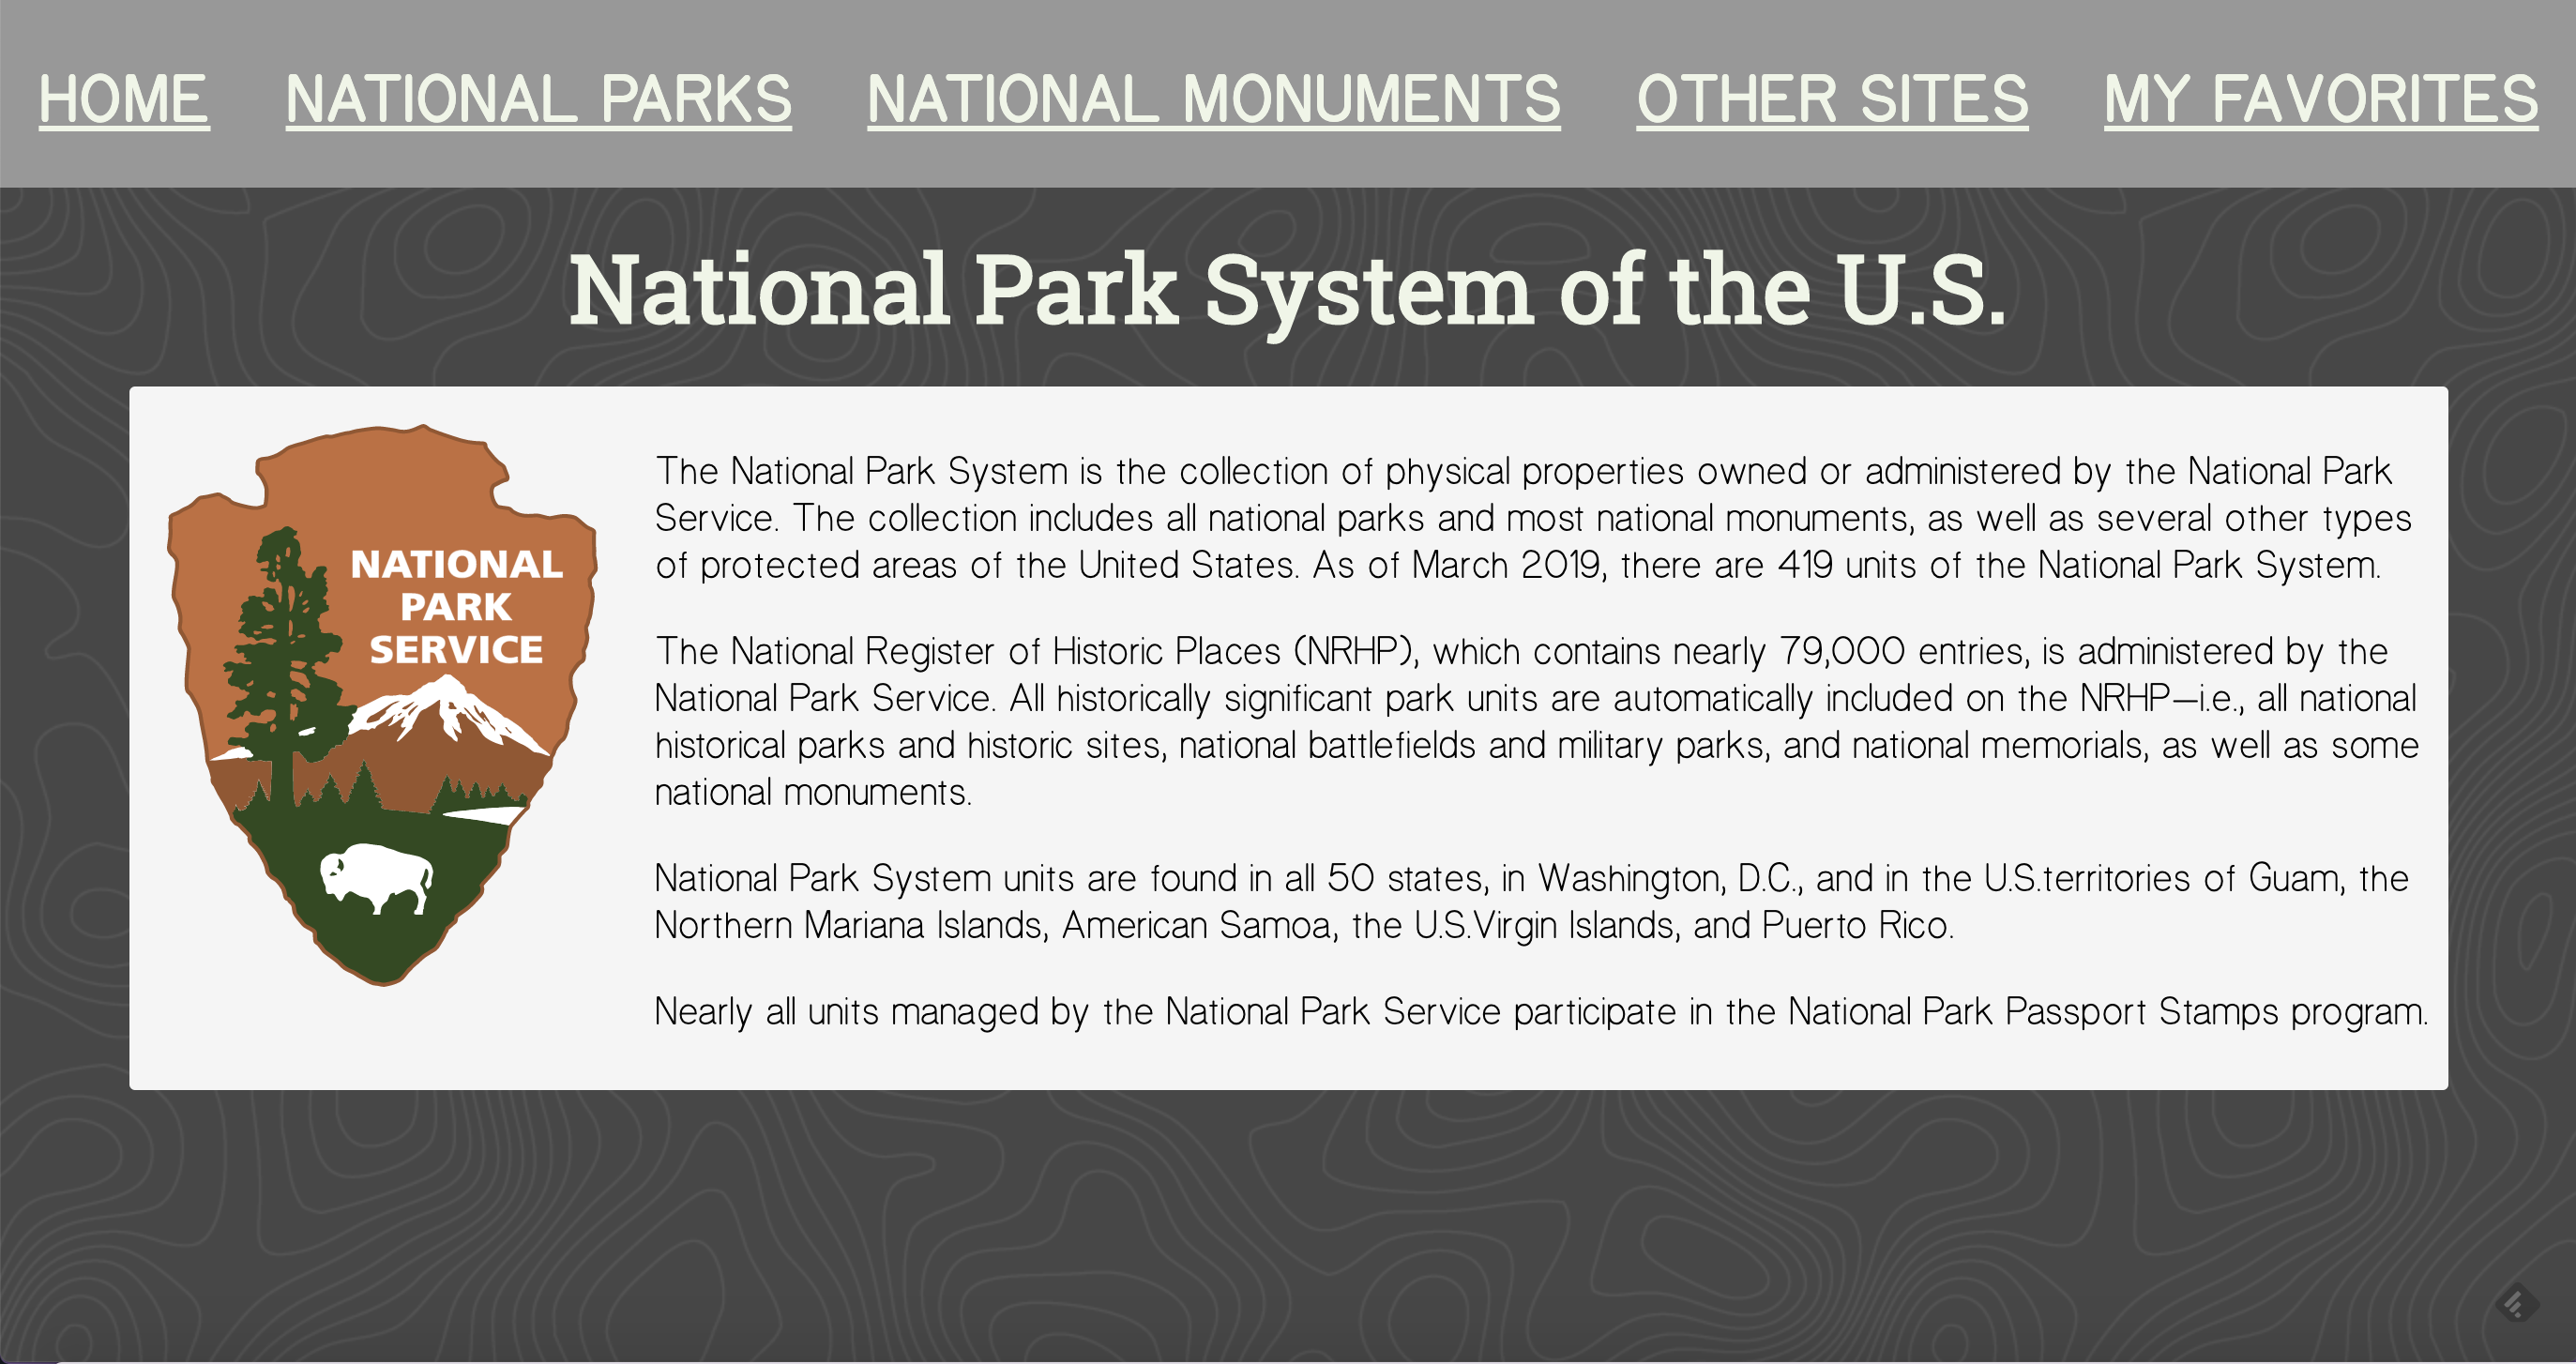 HOME NATIONAL PARKS NATIONAL MONUMENTS OTHER SITES MY FAVORITES
National Park System of the U.S.
NATIONAL
PARK
SERVICE
The National Park System is the collection of physical properties owned or administered by the National Park
Service. The collection includes all national parks and most national monuments, as well as several other types
of protected areas of the United States. As of March 2019, there are 419 units of the National Park System.
The National Register of Historic Places (NRHP), which contains nearly 79,000 entries, is administered by the
National Park Service. All historically significant park units are automatically included on the NRHP—i.e., all national
historical parks and historic sites, national battlefields and military parks, and national memorials, as well as some
national monuments.
National Park System units are found in all 50 states, in Washington, D.C., and in the U.S.territories of Guam, the
Northern Mariana Islands, American Samoa, the U.S.Virgin Islands, and Puerto Rico.
Nearly all units managed by the National Park Service participate in the National Park Passport Stamps program.